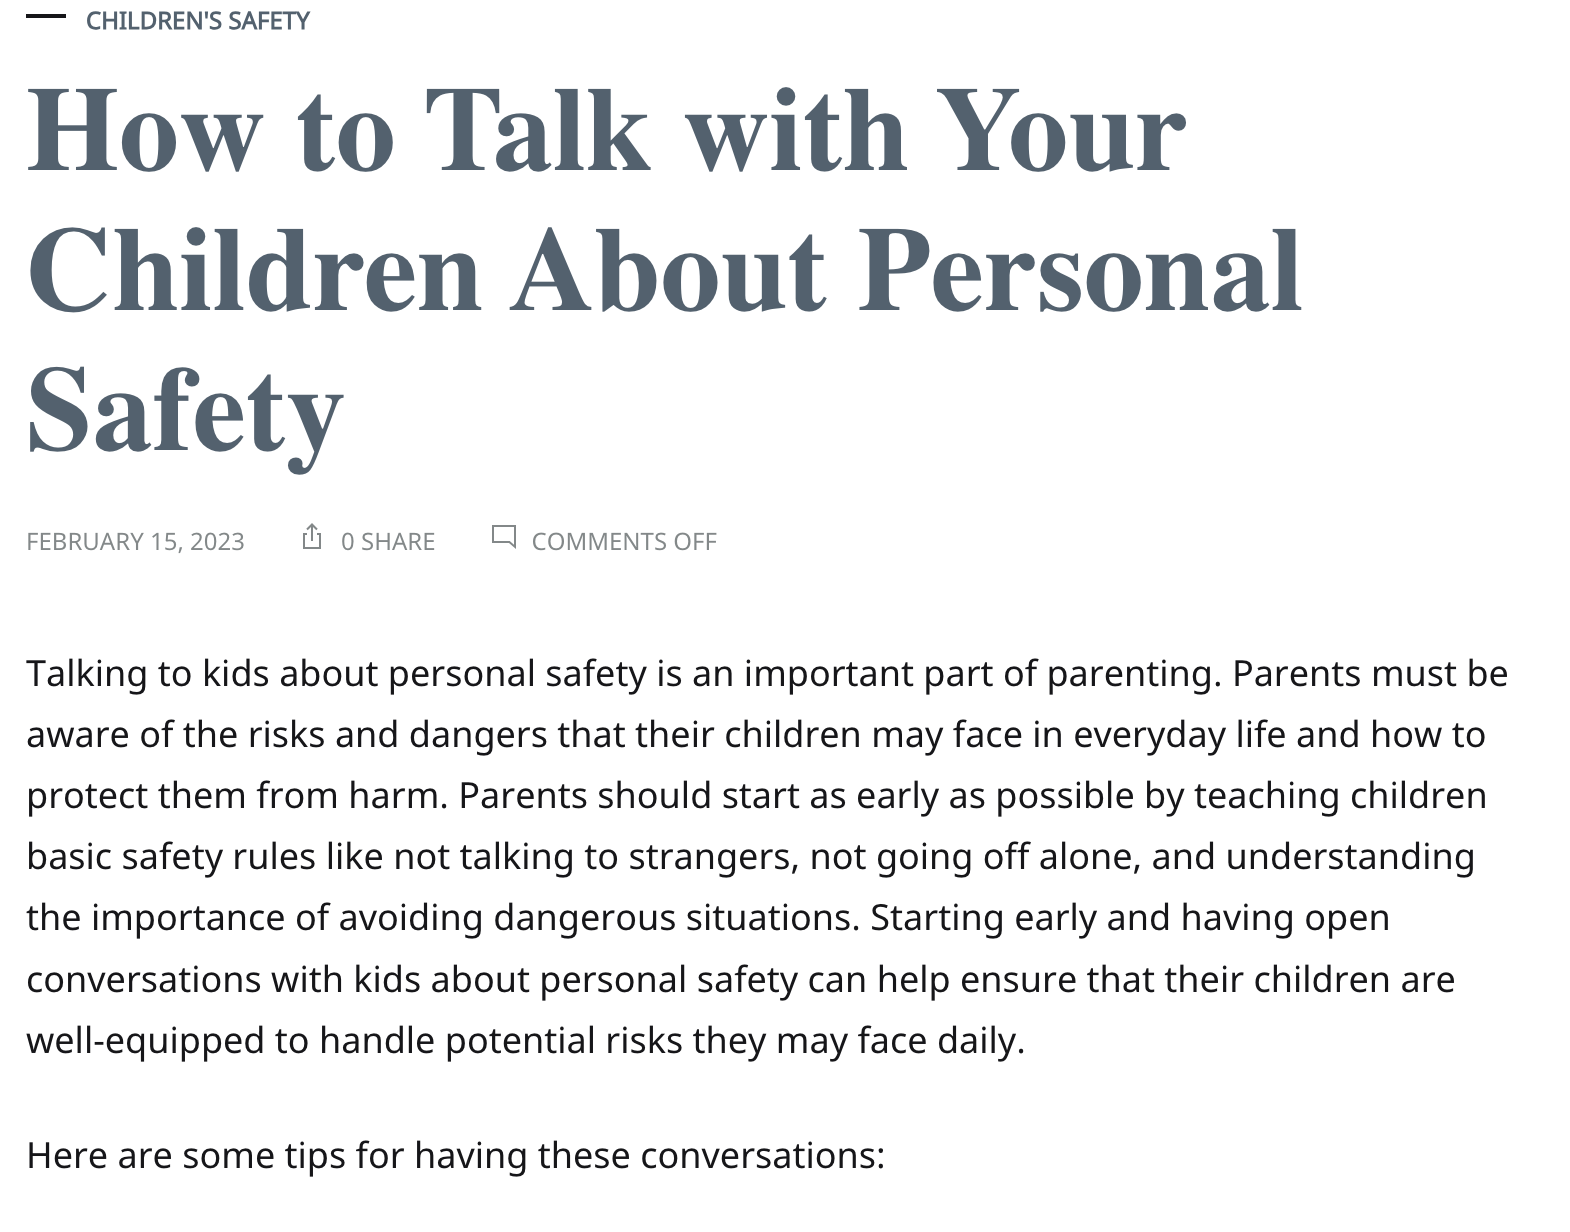 CHILDREN'S SAFETY
How to Talk with Your
Children About Personal
Safety
FEBRUARY 15, 2023 0 SHARE COMMENTS OFF
Talking to kids about personal safety is an important part of parenting. Parents must be
aware of the risks and dangers that their children may face in everyday life and how to
protect them from harm. Parents should start as early as possible by teaching children
basic safety rules like not talking to strangers, not going off alone, and understanding
the importance of avoiding dangerous situations. Starting early and having open
conversations with kids about personal safety can help ensure that their children are
well-equipped to handle potential risks they may face daily.
Here are some tips for having these conversations: